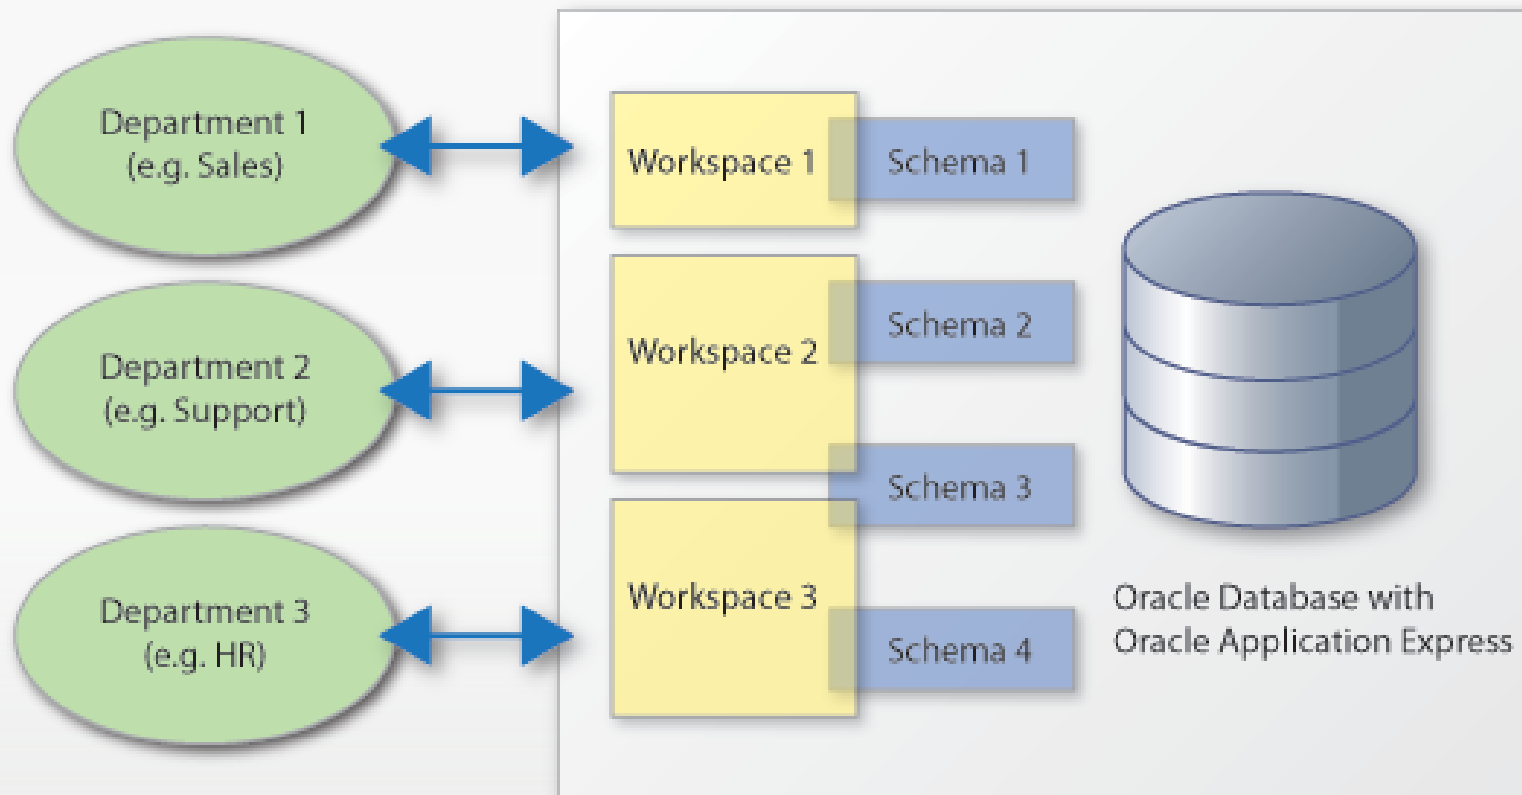 Department 1
(e.g. Sales)
Workspace 1
Schema 1
Department 2
(e.g. Support)
Workspace 2
Schema 2
Schema 3
Department 3
(e.g. HR)
Workspace 3
Schema 4
Oracle Database with
Oracle Application Express